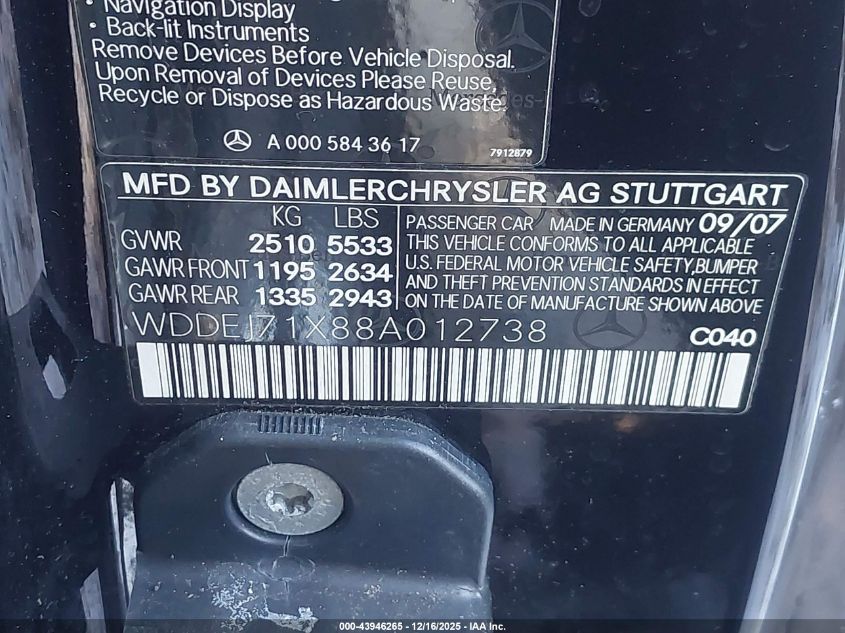 • Navigation Display
• Back-lit Instruments
Remove Devices Before Vehicle Disposal.
Upon Removal of Devices Please Reuse,
Recycle or Dispose as Hazardous Waste.
A 000 584 36 17
7912879
MFD BY DAIMLERCHRYSLER AG STUTTGART
KG LBS
GVWR 2510 5533
GAWR FRONT 1195 2634
GAWR REAR 1335 2943
PASSENGER CAR MADE IN GERMANY 09/07
THIS VEHICLE CONFORMS TO ALL APPLICABLE
U.S. FEDERAL MOTOR VEHICLE SAFETY,BUMPER
AND THEFT PREVENTION STANDARDS IN EFFECT
ON THE DATE OF MANUFACTURE SHOWN ABOVE
WDDEJ71X88A012738
C040
000-43946265 - 12/16/2025 - IAA Inc.